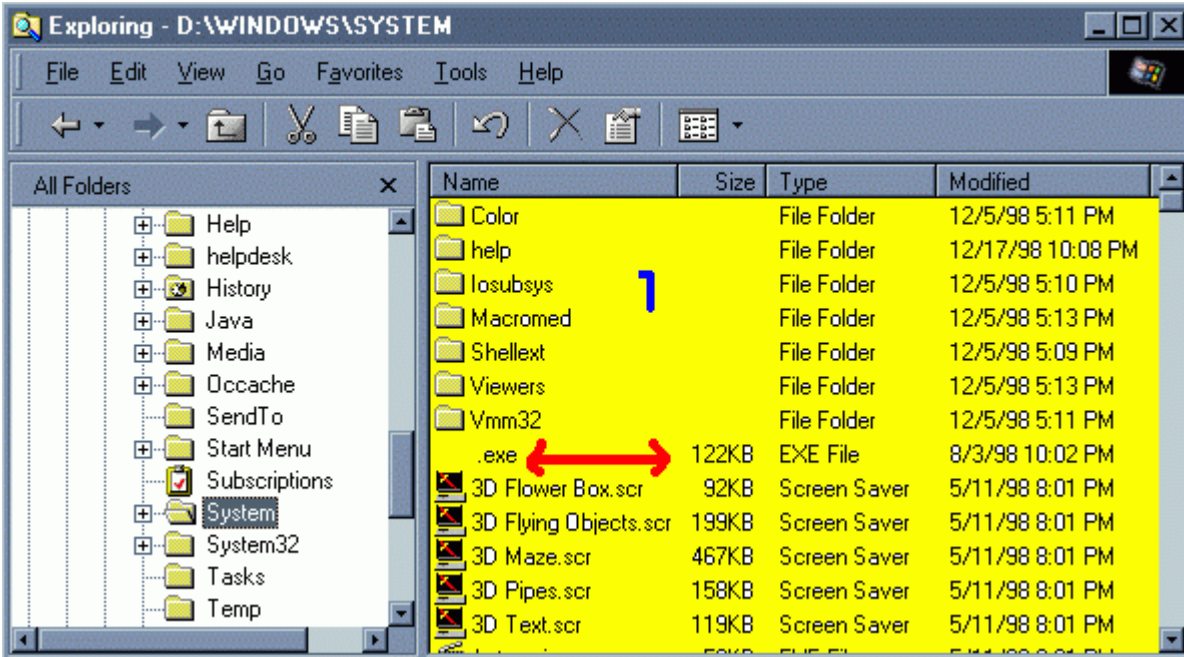 Exploring - D:\WINDOWS\SYSTEM
File Edit View Go Favorites Tools Help
All Folders
Help
helpdesk
History
Java
Media
Occache
SendTo
Start Menu
Subscriptions
System
System32
Tasks
Temp
Name Size Type Modified
Color File Folder 12/5/98 5:11 PM
help File Folder 12/17/98 10:08 PM
Iosubsys File Folder 12/5/98 5:10 PM
1
Macromed File Folder 12/5/98 5:13 PM
Shellext File Folder 12/5/98 5:09 PM
Viewers File Folder 12/5/98 5:13 PM
Vmm32 File Folder 12/5/98 5:11 PM
.exe 122KB EXE File 8/3/98 10:02 PM
3D Flower Box.scr 92KB Screen Saver 5/11/98 8:01 PM
3D Flying Objects.scr 199KB Screen Saver 5/11/98 8:01 PM
3D Maze.scr 467KB Screen Saver 5/11/98 8:01 PM
3D Pipes.scr 158KB Screen Saver 5/11/98 8:01 PM
3D Text.scr 119KB Screen Saver 5/11/98 8:01 PM